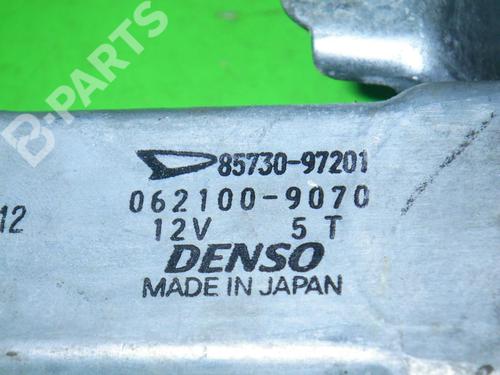 B-PARTS
85730-97201
062100-9070
12
12V 5 T
DENSO
MADE IN JAPAN